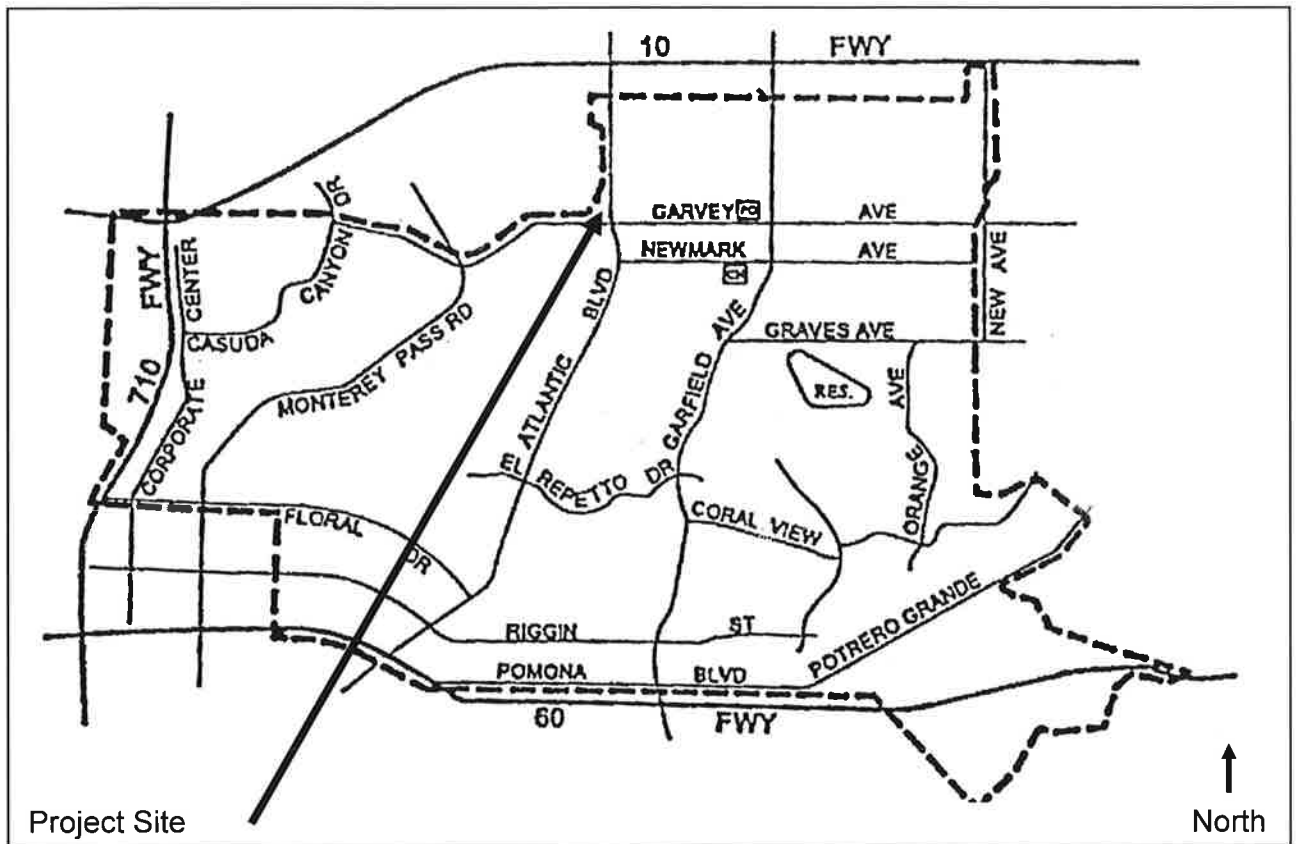 10 FWY
GARVEY PO AVE
NEWMARK AVE
CH
NEW AVE
GRAVES AVE
RES.
ORANGE AVE
GARFIELD AVE
ATLANTIC BLVD
CANYON DR
CASUDA
CORPORATE CENTER
710 FWY
MONTEREY PASS RD
EL REPETTO DR
CORAL VIEW
FLORAL DR
RIGGIN ST
POTRERO GRANDE
POMONA BLVD
60 FWY
Project Site
North